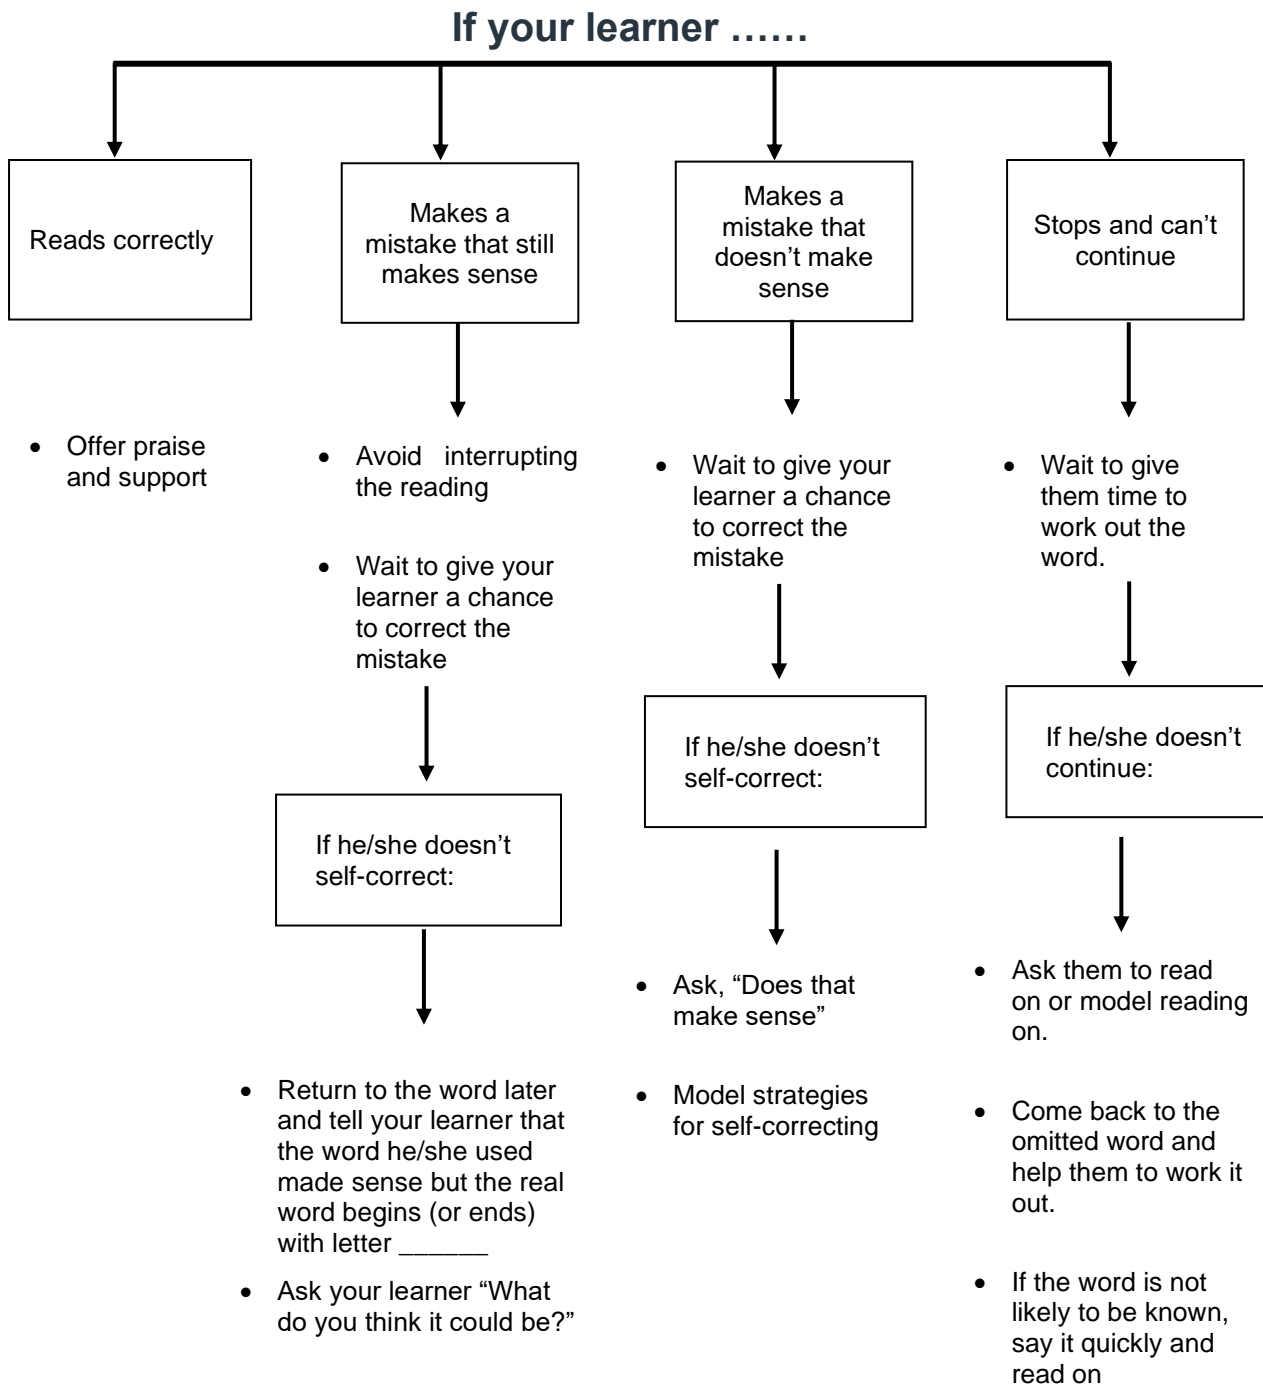 If your learner ……
Reads correctly
• Offer praise
and support
Makes a
mistake that still
makes sense
• Avoid interrupting
the reading
• Wait to give your
learner a chance
to correct the
mistake
If he/she doesn’t
self-correct:
• Return to the word later
and tell your learner that
the word he/she used
made sense but the real
word begins (or ends)
with letter ______
• Ask your learner “What
do you think it could be?”
Makes a
mistake that
doesn’t make
sense
• Wait to give your
learner a chance
to correct the
mistake
If he/she doesn’t
self-correct:
• Ask, “Does that
make sense”
• Model strategies
for self-correcting
Stops and can’t
continue
• Wait to give
them time to
work out the
word.
If he/she doesn’t
continue:
• Ask them to read
on or model reading
on.
• Come back to the
omitted word and
help them to work it
out.
• If the word is not
likely to be known,
say it quickly and
read on